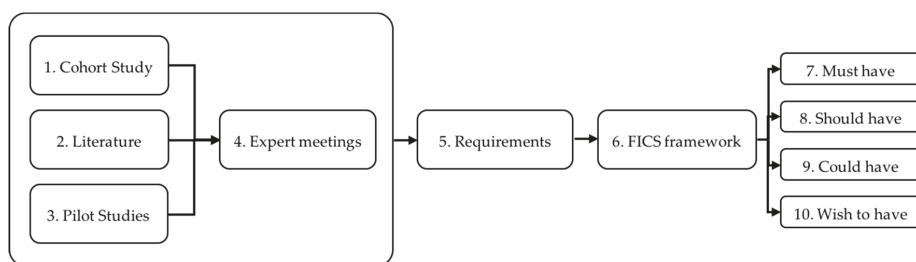 1. Cohort Study
2. Literature
3. Pilot Studies
4. Expert meetings
5. Requirements
6. FICS framework
7. Must have
8. Should have
9. Could have
10. Wish to have